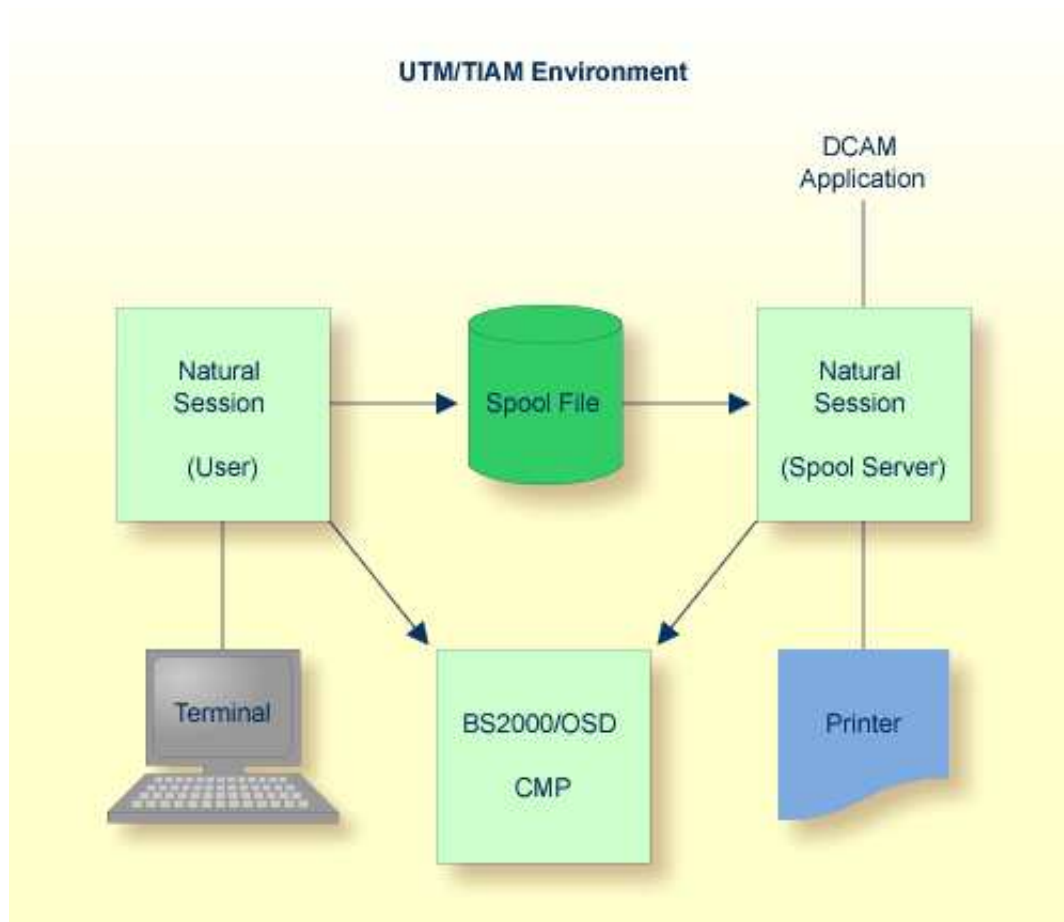 UTM/TIAM Environment
DCAM
Application
Natural
Session
(User)
Spool File
Natural
Session
(Spool Server)
Terminal
BS2000/OSD
CMP
Printer